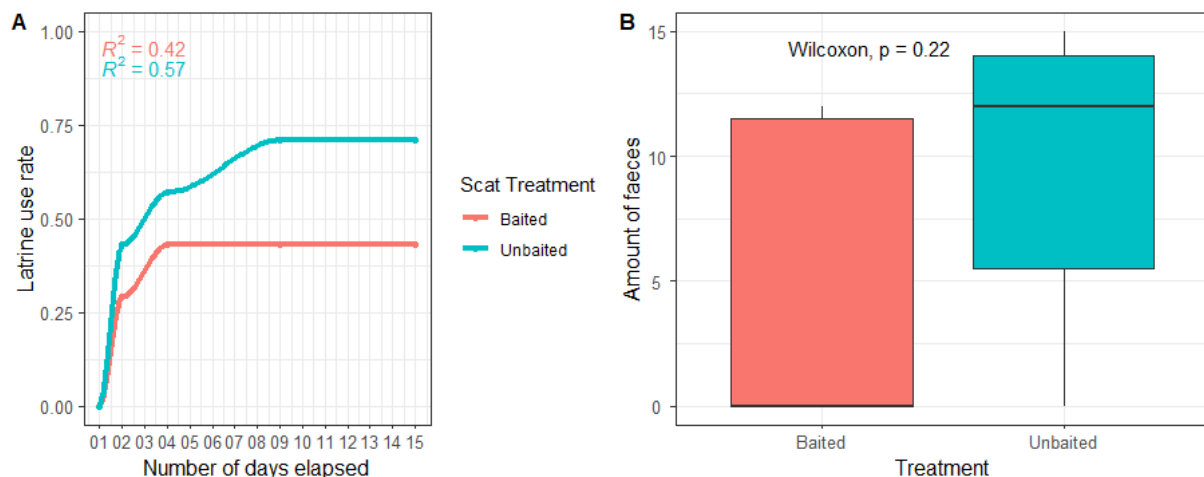 A
R² = 0.42
R² = 0.57
1.00
0.75
0.50
0.25
0.00
Latrine use rate
01 02 03 04 05 06 07 08 09 10 11 12 13 14 15
Number of days elapsed
Scat Treatment
Baited
Unbaited
B
Wilcoxon, p = 0.22
15
10
5
0
Amount of faeces
Baited Unbaited
Treatment